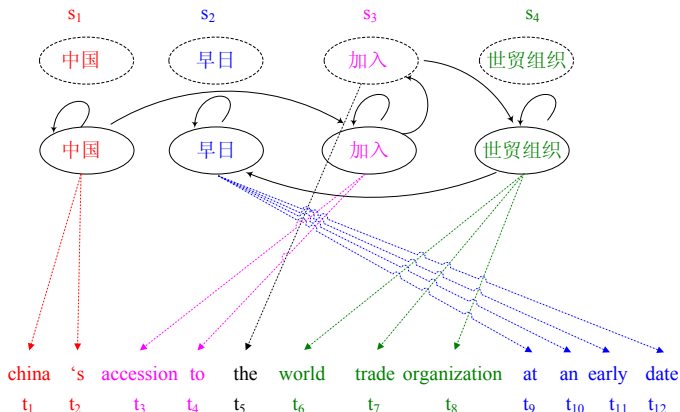 s1 s2 s3 s4
中国 早日 加入 世贸组织
中国 早日 加入 世贸组织
china ‘s accession to the world trade organization at an early date
t1 t2 t3 t4 t5 t6 t7 t8 t9 t10 t11 t12